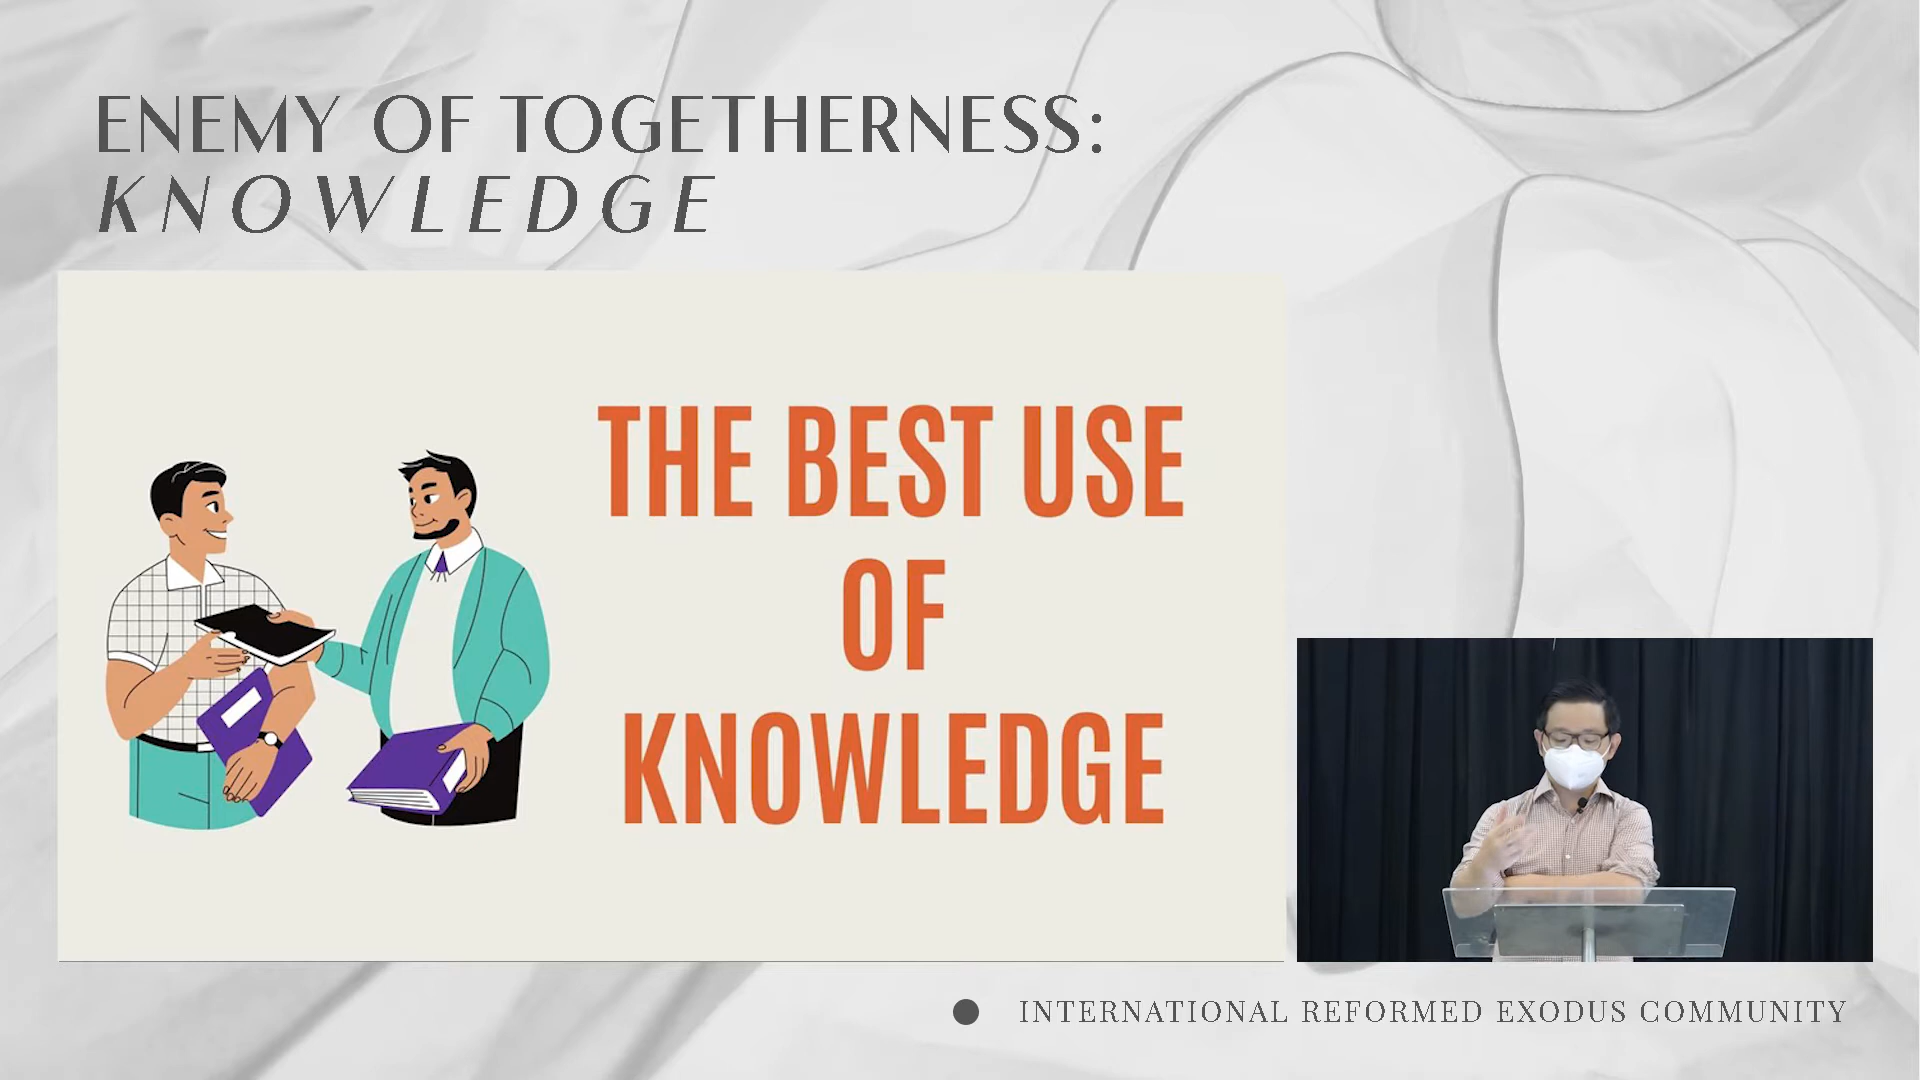 ENEMY OF TOGETHERNESS:
KNOWLEDGE
THE BEST USE
OF
KNOWLEDGE
INTERNATIONAL REFORMED EXODUS COMMUNITY